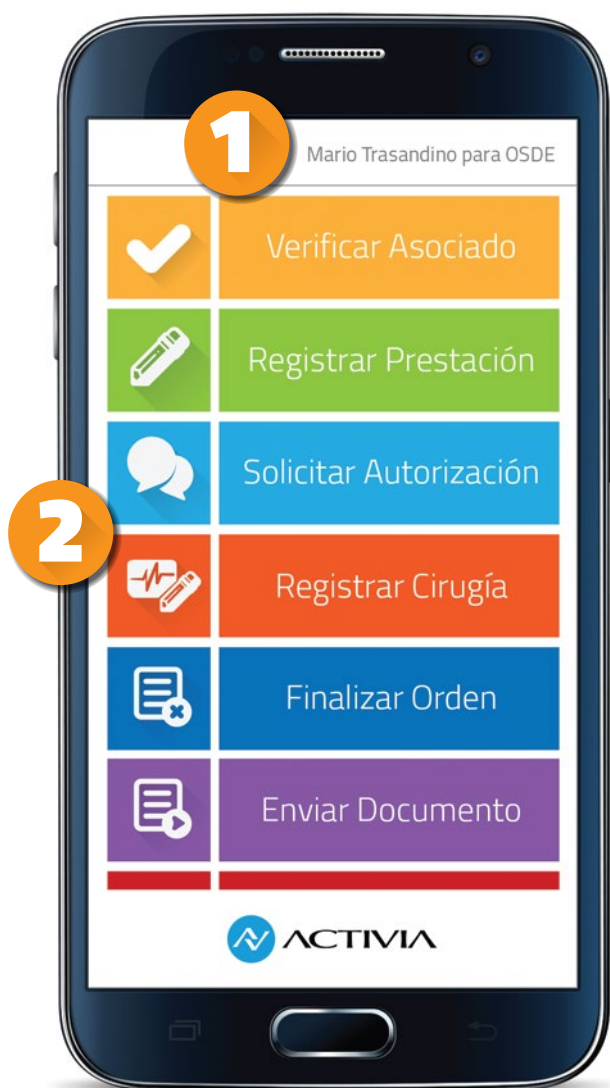 1
Mario Trasandino para OSDE
Verificar Asociado
Registrar Prestación
Solicitar Autorización
2
Registrar Cirugía
Finalizar Orden
Enviar Documento
ACTIVIA